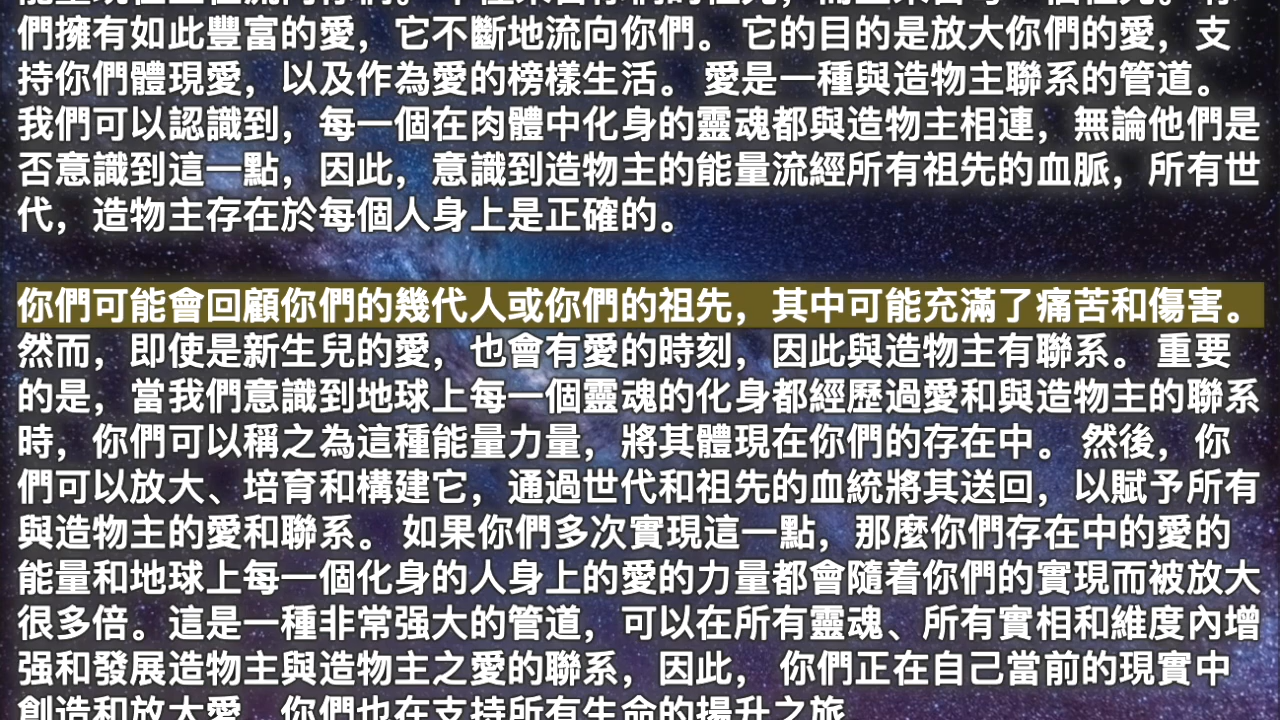 們擁有如此豐富的愛，它不斷地流向你們。 它的目的是放大你們的愛，支
持你們體現愛，以及作為愛的榜樣生活。 愛是一種與造物主聯系的管道。
我們可以認識到，每一個在肉體中化身的靈魂都與造物主相連，無論他們是
否意識到這一點，因此，意識到造物主的能量流經所有祖先的血脈，所有世
代，造物主存在於每個人身上是正確的。
你們可能會回顧你們的幾代人或你們的祖先，其中可能充滿了痛苦和傷害。
然而，即使是新生兒的愛，也會有愛的時刻，因此與造物主有聯系。 重要
的是，當我們意識到地球上每一個靈魂的化身都經歷過愛和與造物主的聯系
時，你們可以稱之為這種能量力量，將其體現在你們的存在中。 然後，你
們可以放大、培育和構建它，通過世代和祖先的血統將其送回，以賦予所有
與造物主的愛和聯系。 如果你們多次實現這一點，那麼你們存在中的愛的
能量和地球上每一個化身的人身上的愛的力量都會隨着你們的實現而被放大
很多倍。這是一種非常强大的管道，可以在所有靈魂、所有實相和維度內增
强和發展造物主與造物主之愛的聯系，因此， 你們正在自己當前的現實中
創造和放大愛，你們也在支持所有生命的揚升之旅